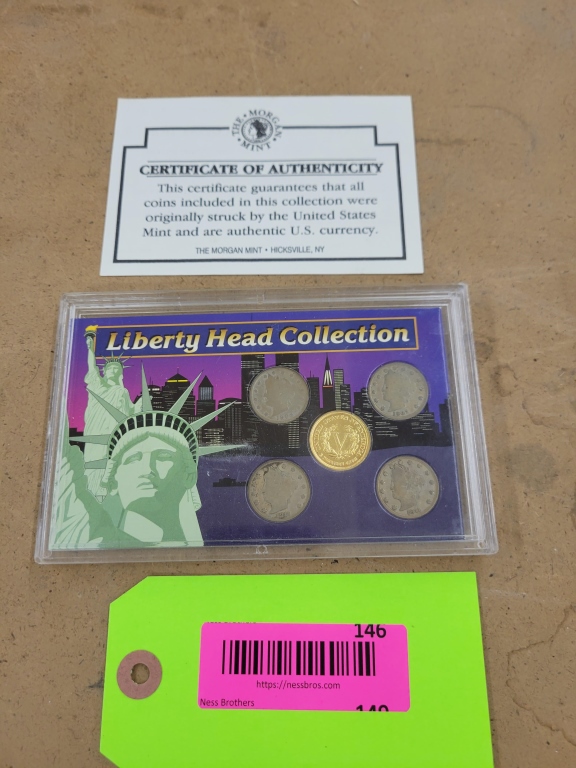 THE • MORGAN
MINT •
CERTIFICATE OF AUTHENTICITY
This certificate guarantees that all
coins included in this collection were
originally struck by the United States
Mint and are authentic U.S. currency.
THE MORGAN MINT • HICKSVILLE, NY
Liberty Head Collection
V
146
https://nessbros.com
Ness Brothers